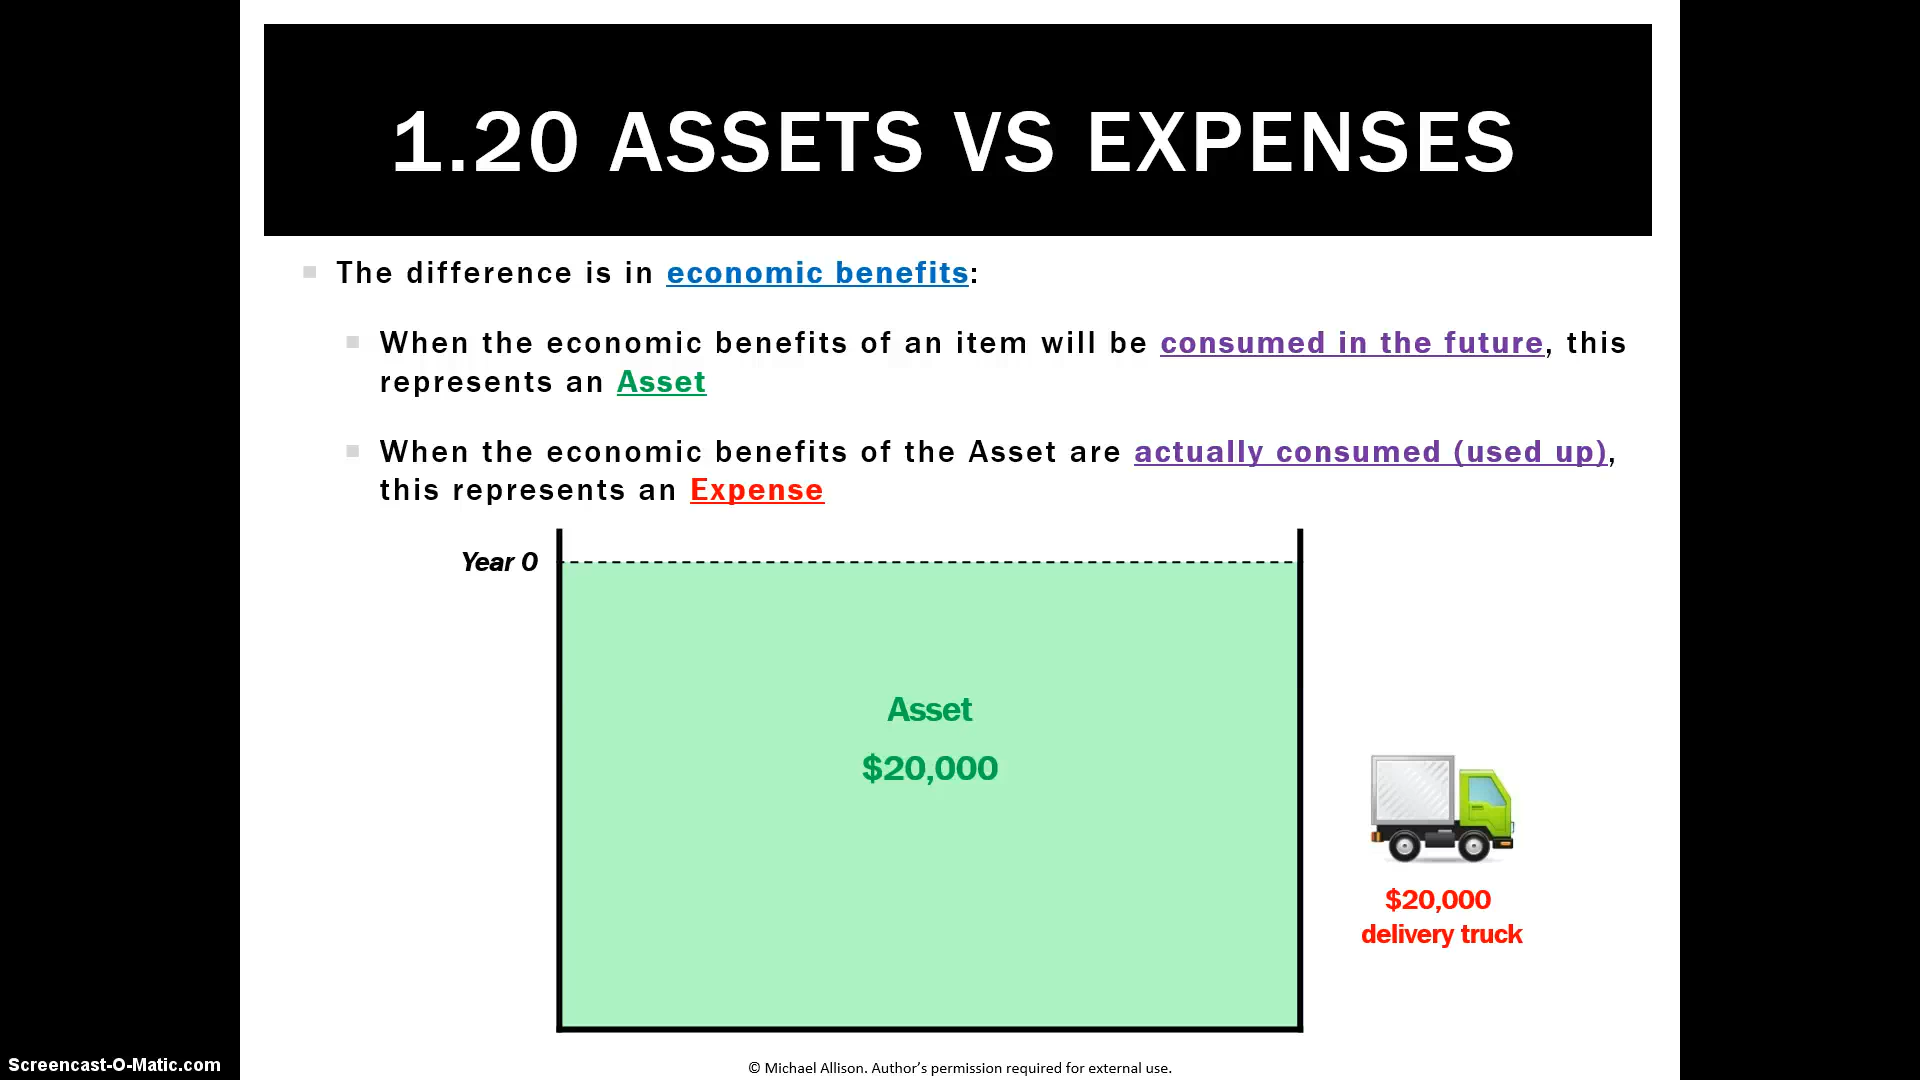 1.20 ASSETS VS EXPENSES
The difference is in economic benefits:
When the economic benefits of an item will be consumed in the future, this
represents an Asset
When the economic benefits of the Asset are actually consumed (used up),
this represents an Expense
Year 0
Asset
$20,000
$20,000
delivery truck
Screencast-O-Matic.com
© Michael Allison. Author’s permission required for external use.